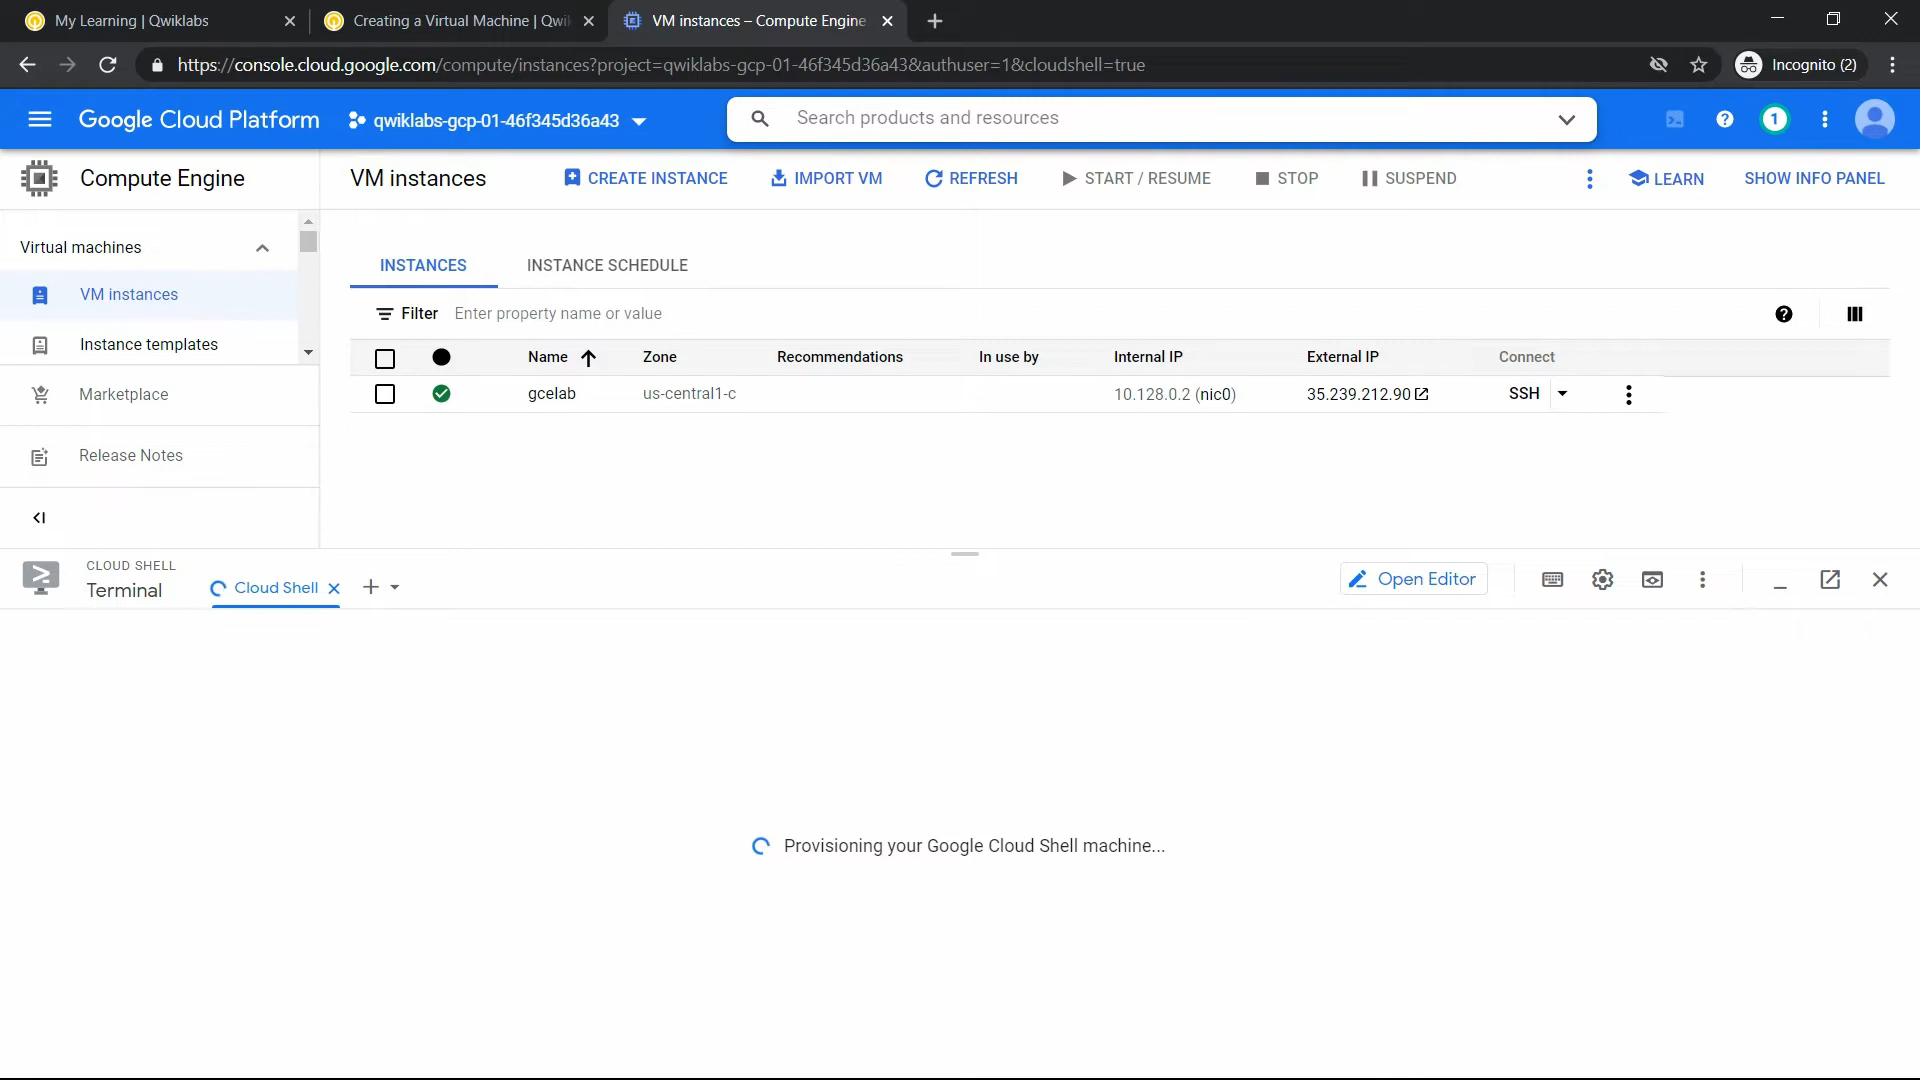 My Learning | Qwiklabs
Creating a Virtual Machine | Qwik
VM instances – Compute Engine
https://console.cloud.google.com/compute/instances?project=qwiklabs-gcp-01-46f345d36a43&authuser=1&cloudshell=true
Incognito (2)
Google Cloud Platform
qwiklabs-gcp-01-46f345d36a43
Search products and resources
1
Compute Engine
VM instances
CREATE INSTANCE
IMPORT VM
REFRESH
START / RESUME
STOP
SUSPEND
LEARN
SHOW INFO PANEL
Virtual machines
VM instances
Instance templates
Marketplace
Release Notes
INSTANCES
INSTANCE SCHEDULE
Filter
Enter property name or value
Name
Zone
Recommendations
In use by
Internal IP
External IP
Connect
gcelab
us-central1-c
10.128.0.2 (nic0)
35.239.212.90
SSH
CLOUD SHELL
Terminal
Cloud Shell
Open Editor
Provisioning your Google Cloud Shell machine...